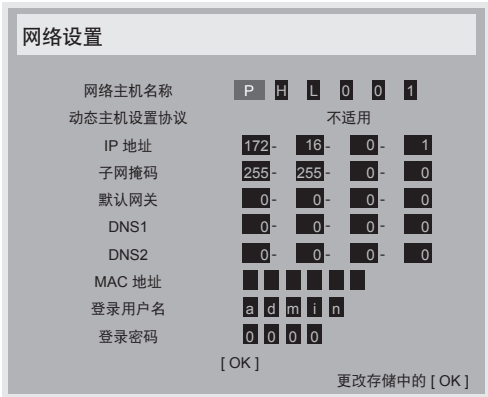 网络设置
网络主机名称 P H L 0 0 1
动态主机设置协议 不适用
IP 地址 172- 16- 0- 1
子网掩码 255- 255- 0- 0
默认网关 0- 0- 0- 0
DNS1 0- 0- 0- 0
DNS2 0- 0- 0- 0
MAC 地址
登录用户名 a d m i n
登录密码 0 0 0 0
[ OK ]
更改存储中的 [ OK ]